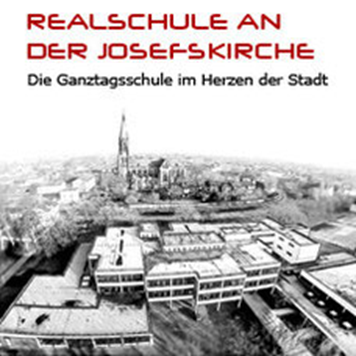 REALSCHULE AN
DER JOSEFSKIRCHE
Die Ganztagsschule im Herzen der Stadt